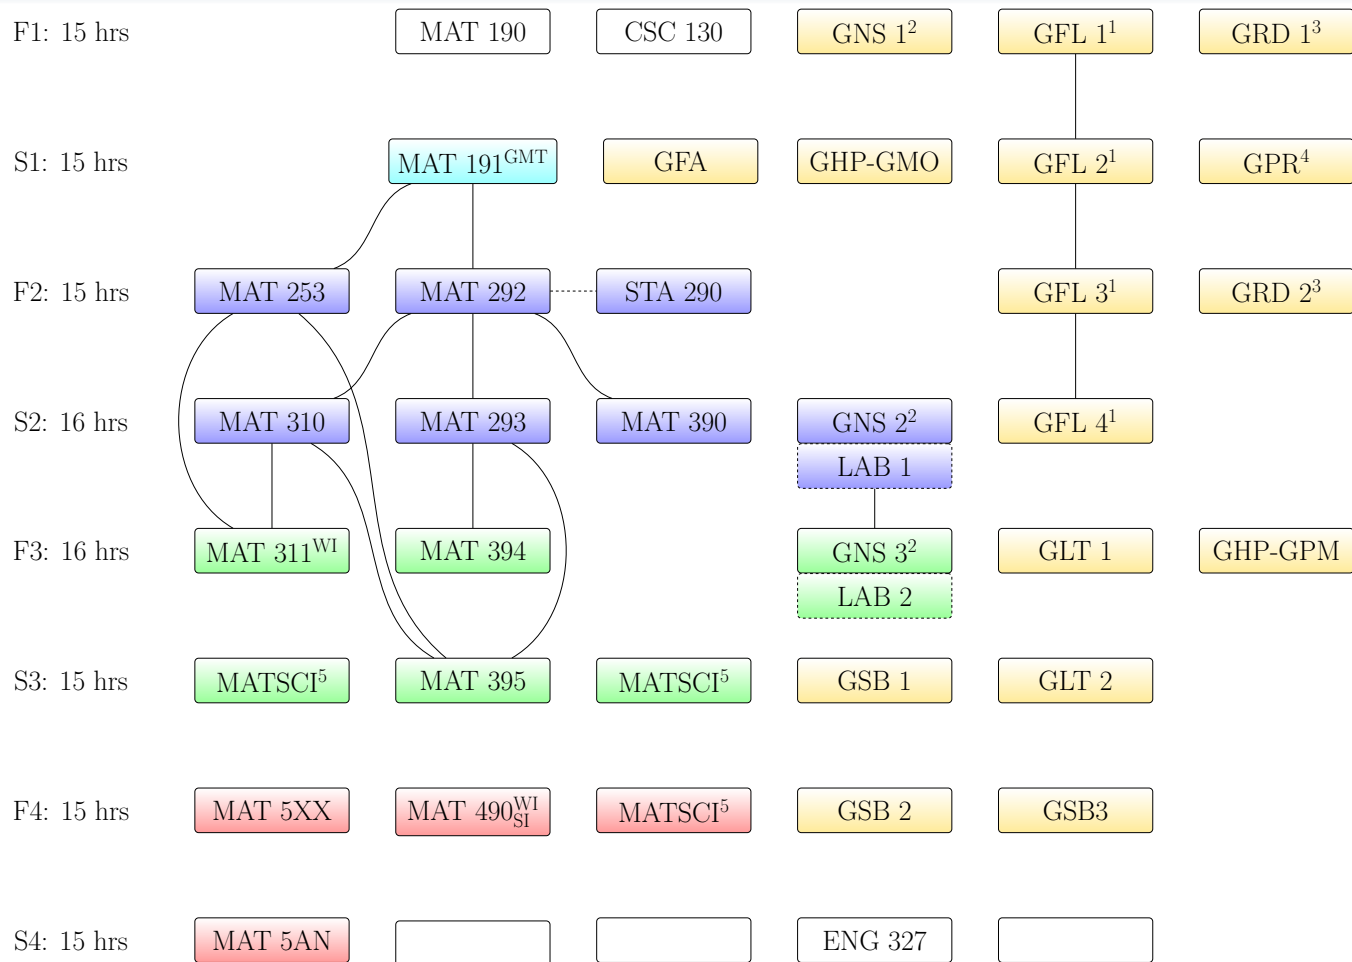 F1: 15 hrs MAT 190 CSC 130 GNS 1² GFL 1¹ GRD 1³
S1: 15 hrs MAT 191^GMT GFA GHP-GMO GFL 2¹ GPR⁴
F2: 15 hrs MAT 253 MAT 292 STA 290 GFL 3¹ GRD 2³
S2: 16 hrs MAT 310 MAT 293 MAT 390 GNS 2² GFL 4¹
LAB 1
F3: 16 hrs MAT 311^WI MAT 394 GNS 3² GLT 1 GHP-GPM
LAB 2
S3: 15 hrs MATSCI⁵ MAT 395 MATSCI⁵ GSB 1 GLT 2
F4: 15 hrs MAT 5XX MAT 490^WI_SI MATSCI⁵ GSB 2 GSB3
S4: 15 hrs MAT 5AN ENG 327